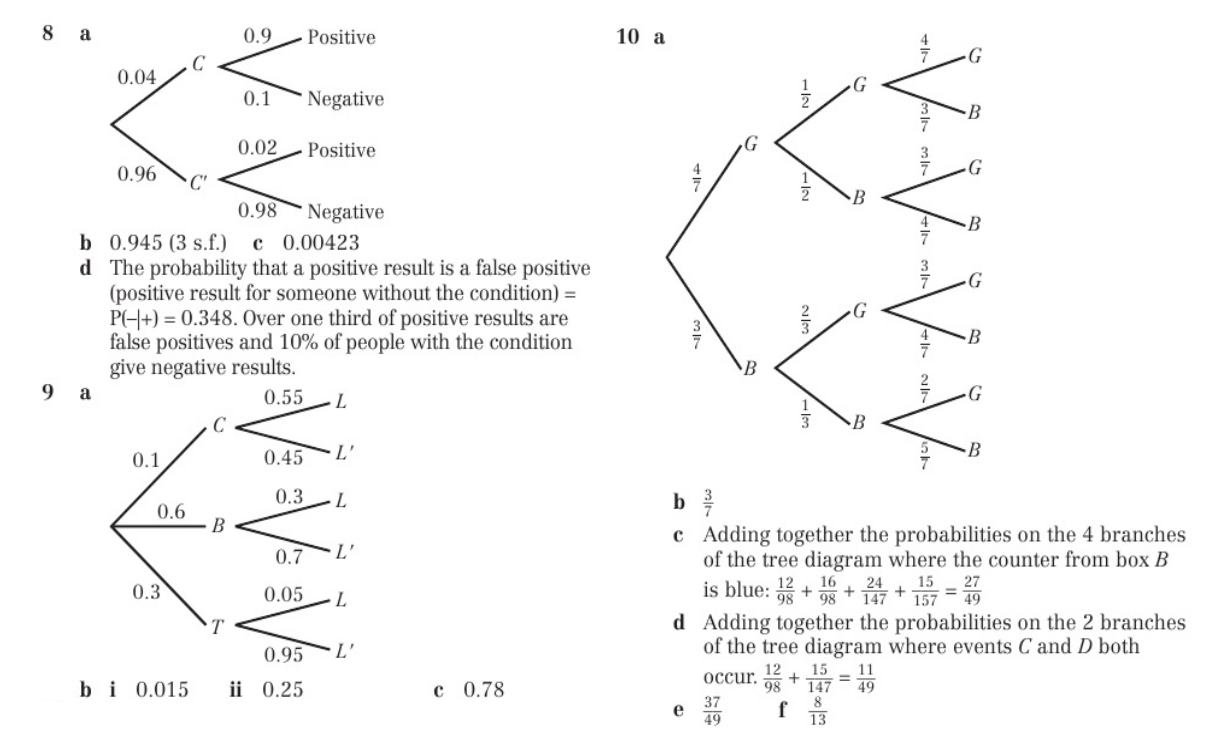 8 a
0.9 Positive
C
0.04
0.1 Negative
0.02 Positive
0.96
C'
0.98 Negative
b 0.945 (3 s.f.) c 0.00423
d The probability that a positive result is a false positive
(positive result for someone without the condition) =
P(–|+) = 0.348. Over one third of positive results are
false positives and 10% of people with the condition
give negative results.
9 a
0.55 L
C
0.1
0.45 L'
0.3 L
0.6
B
0.7 L'
0.3
0.05 L
T
0.95 L'
b i 0.015 ii 0.25 c 0.78
10 a
4/7 G
1/2 G
3/7 B
4/7 G
3/7 G
1/2 B
4/7 B
3/7 G
2/3 G
4/7 B
3/7 B
2/7 G
1/3 B
5/7 B
b 3/7
c Adding together the probabilities on the 4 branches
of the tree diagram where the counter from box B
is blue: 12/98 + 16/98 + 24/147 + 15/157 = 27/49
d Adding together the probabilities on the 2 branches
of the tree diagram where events C and D both
occur. 12/98 + 15/147 = 11/49
e 37/49 f 8/13